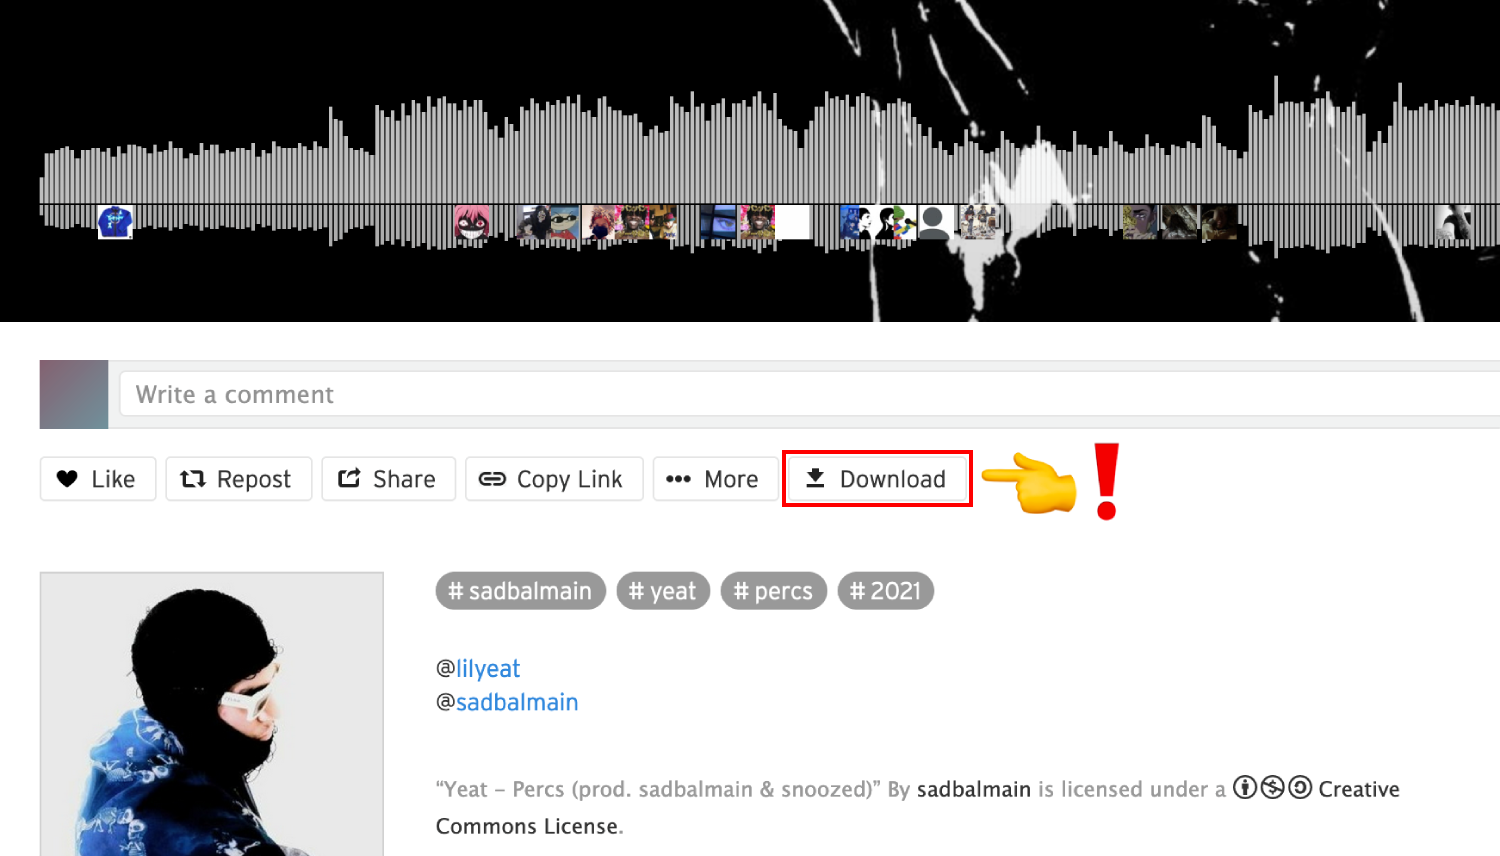 Write a comment
Like Repost Share Copy Link More Download
# sadbalmain # yeat # percs # 2021
@lilyeat
@sadbalmain
“Yeat – Percs (prod. sadbalmain & snoozed)” By sadbalmain is licensed under a Creative
Commons License.